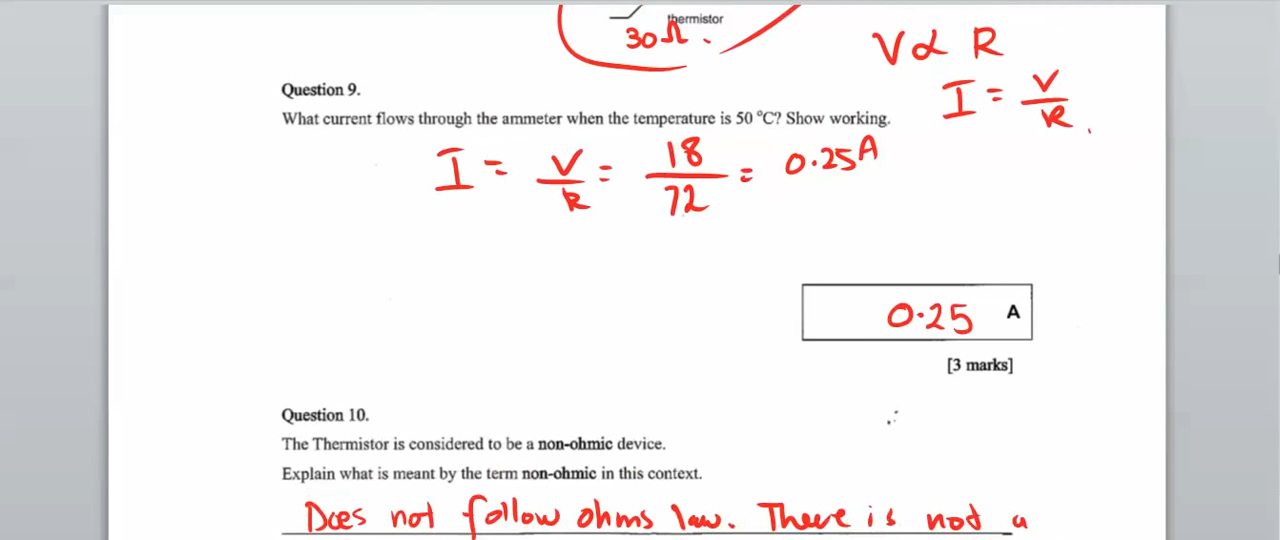 thermistor
30Ω.
V∝ R
I = V/R
Question 9.
What current flows through the ammeter when the temperature is 50 °C? Show working.
I = V/R = 18/72 = 0.25A
0.25 A
[3 marks]
Question 10.
The Thermistor is considered to be a non-ohmic device.
Explain what is meant by the term non-ohmic in this context.
Does not follow ohms law. There is not a